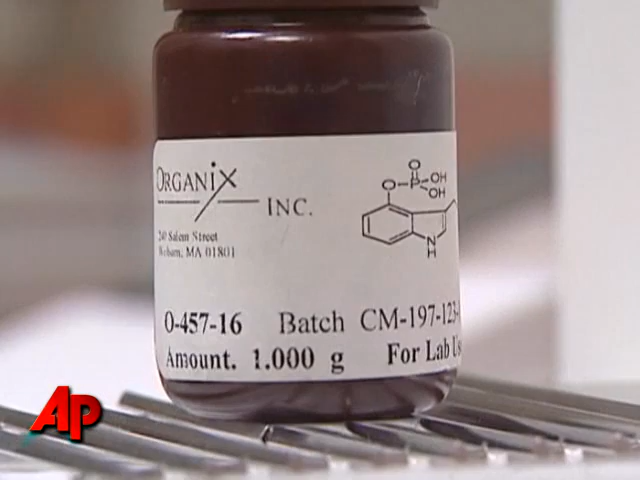 ORGANiX
INC.
240 Salem Street
Woburn, MA 01801
O
O P OH
OH
N
H
0-457-16 Batch CM-197-123-
Amount. 1.000 g For Lab Us
AP